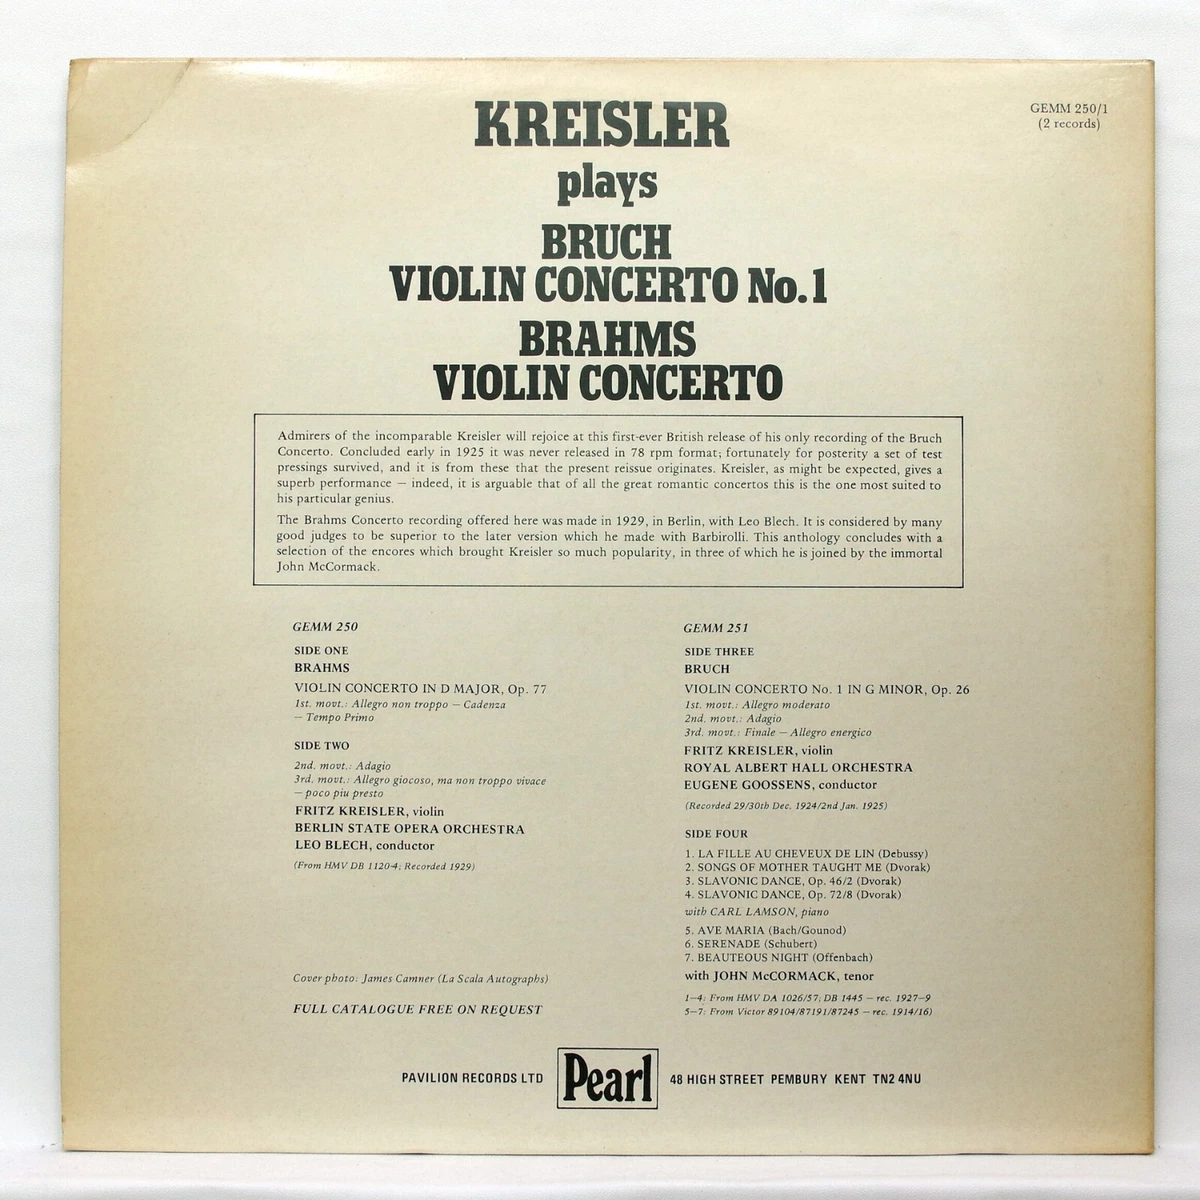 KREISLER
plays
BRUCH
VIOLIN CONCERTO No.1
BRAHMS
VIOLIN CONCERTO
GEMM 250/1
(2 records)
Admirers of the incomparable Kreisler will rejoice at this first-ever British release of his only recording of the Bruch
Concerto. Concluded early in 1925 it was never released in 78 rpm format; fortunately for posterity a set of test
pressings survived, and it is from these that the present reissue originates. Kreisler, as might be expected, gives a
superb performance — indeed, it is arguable that of all the great romantic concertos this is the one most suited to
his particular genius.
The Brahms Concerto recording offered here was made in 1929, in Berlin, with Leo Blech. It is considered by many
good judges to be superior to the later version which he made with Barbirolli. This anthology concludes with a
selection of the encores which brought Kreisler so much popularity, in three of which he is joined by the immortal
John McCormack.
GEMM 250
SIDE ONE
BRAHMS
VIOLIN CONCERTO IN D MAJOR, Op. 77
1st. movt.: Allegro non troppo — Cadenza
— Tempo Primo
SIDE TWO
2nd. movt.: Adagio
3rd. movt.: Allegro giocoso, ma non troppo vivace
— poco piu presto
FRITZ KREISLER, violin
BERLIN STATE OPERA ORCHESTRA
LEO BLECH, conductor
(From HMV DB 1120-4; Recorded 1929)
Cover photo: James Camner (La Scala Autographs)
FULL CATALOGUE FREE ON REQUEST
GEMM 251
SIDE THREE
BRUCH
VIOLIN CONCERTO No. 1 IN G MINOR, Op. 26
1st. movt.: Allegro moderato
2nd. movt.: Adagio
3rd. movt.: Finale — Allegro energico
FRITZ KREISLER, violin
ROYAL ALBERT HALL ORCHESTRA
EUGENE GOOSSENS, conductor
(Recorded 29/30th Dec. 1924/2nd Jan. 1925)
SIDE FOUR
1. LA FILLE AU CHEVEUX DE LIN (Debussy)
2. SONGS OF MOTHER TAUGHT ME (Dvorak)
3. SLAVONIC DANCE, Op. 46/2 (Dvorak)
4. SLAVONIC DANCE, Op. 72/8 (Dvorak)
with CARL LAMSON, piano
5. AVE MARIA (Bach/Gounod)
6. SERENADE (Schubert)
7. BEAUTEOUS NIGHT (Offenbach)
with JOHN McCORMACK, tenor
1—4: From HMV DA 1026/57; DB 1445 — rec. 1927—9
5—7: From Victor 89104/87191/87245 — rec. 1914/16)
PAVILION RECORDS LTD Pearl 48 HIGH STREET PEMBURY KENT TN2 4NU